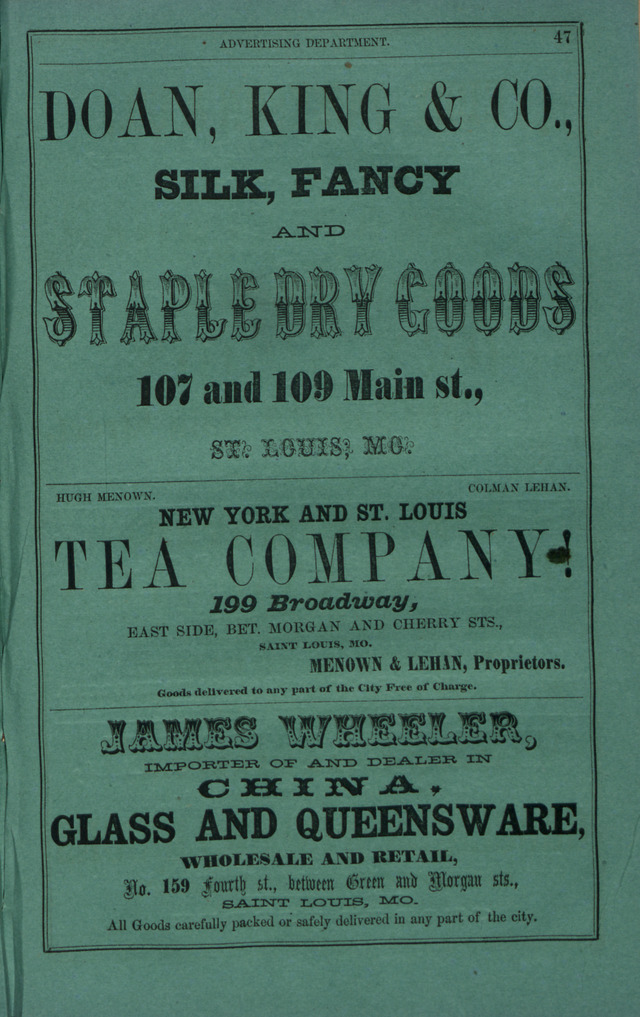 ADVERTISING DEPARTMENT. 47
DOAN, KING & CO.,
SILK, FANCY
AND
STAPLE DRY GOODS
107 and 109 Main st.,
ST. LOUIS, MO.
HUGH MENOWN. COLMAN LEHAN.
NEW YORK AND ST. LOUIS
TEA COMPANY!
199 Broadway,
EAST SIDE, BET. MORGAN AND CHERRY STS.,
SAINT LOUIS, MO.
MENOWN & LEHAN, Proprietors.
Goods delivered to any part of the City Free of Charge.
JAMES WHEELER,
IMPORTER OF AND DEALER IN
CHINA,
GLASS AND QUEENSWARE,
WHOLESALE AND RETAIL,
No. 159 Fourth st., between Green and Morgan sts.,
SAINT LOUIS, MO.
All Goods carefully packed or safely delivered in any part of the city.